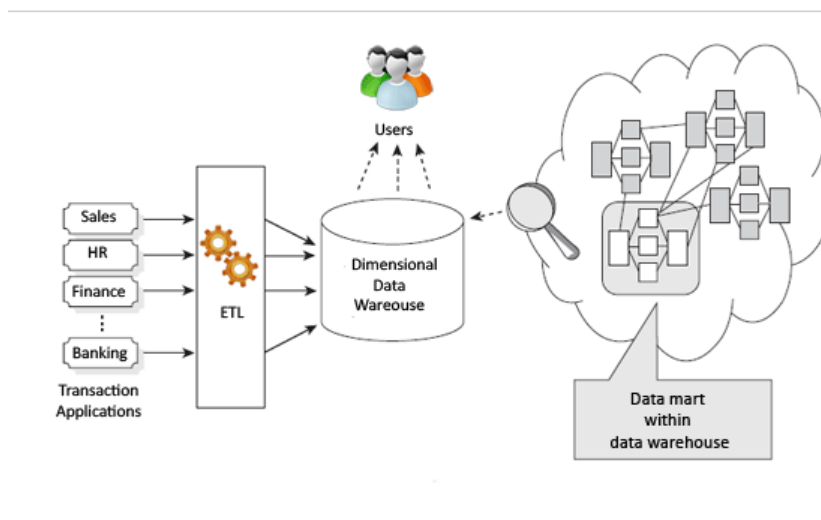 Users
Sales
HR
Finance
Banking
Transaction
Applications
ETL
Dimensional
Data
Wareouse
Data mart
within
data warehouse